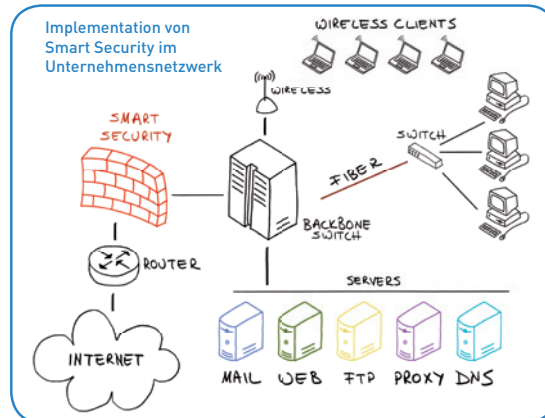 Implementation von
Smart Security im
Unternehmensnetzwerk
WIRELESS CLIENTS
WIRELESS
SMART
SECURITY
SWITCH
FIBER
BACKBONE
SWITCH
ROUTER
SERVERS
INTERNET
MAIL WEB FTP PROXY DNS